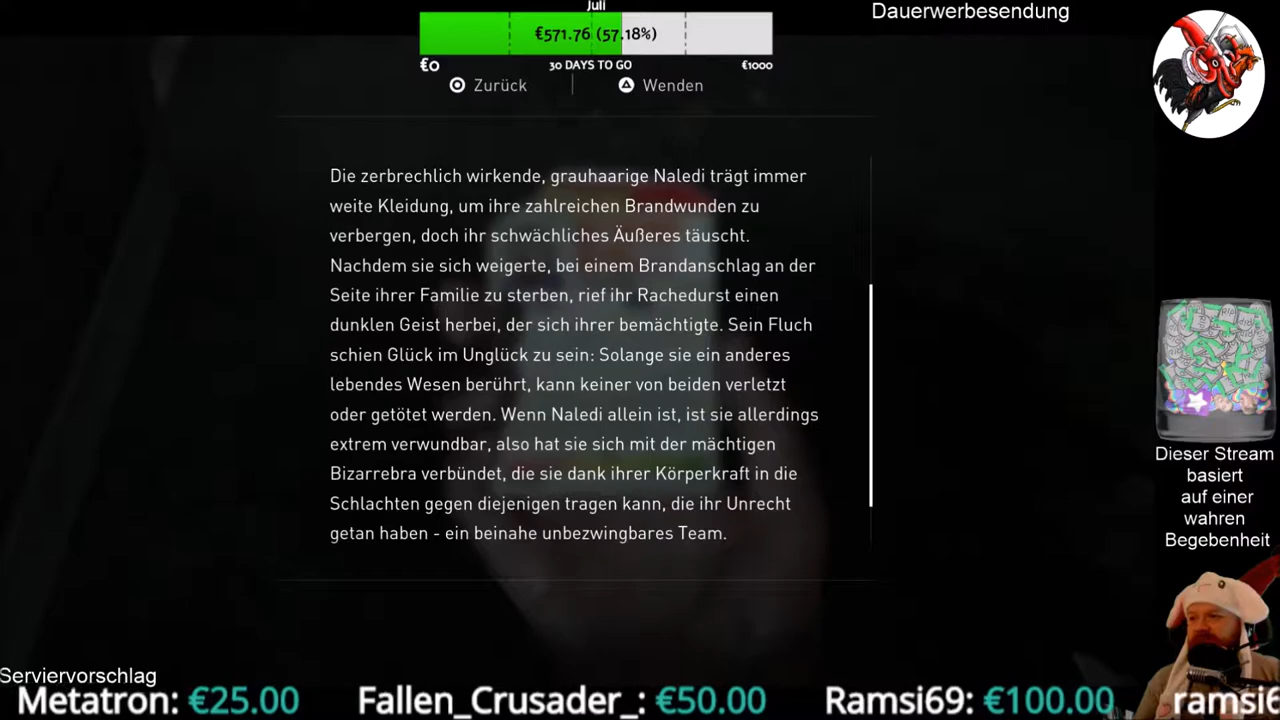 Juli
Dauerwerbesendung
€571.76 (57.18%)
€0
30 DAYS TO GO
€1000
Zurück
Wenden
Die zerbrechlich wirkende, grauhaarige Naledi trägt immer
weite Kleidung, um ihre zahlreichen Brandwunden zu
verbergen, doch ihr schwächliches Äußeres täuscht.
Nachdem sie sich weigerte, bei einem Brandanschlag an der
Seite ihrer Familie zu sterben, rief ihr Rachedurst einen
dunklen Geist herbei, der sich ihrer bemächtigte. Sein Fluch
schien Glück im Unglück zu sein: Solange sie ein anderes
lebendes Wesen berührt, kann keiner von beiden verletzt
oder getötet werden. Wenn Naledi allein ist, ist sie allerdings
extrem verwundbar, also hat sie sich mit der mächtigen
Bizarrebra verbündet, die sie dank ihrer Körperkraft in die
Schlachten gegen diejenigen tragen kann, die ihr Unrecht
getan haben - ein beinahe unbezwingbares Team.
Dieser Stream
basiert
auf einer
wahren
Begebenheit
Serviervorschlag
Metatron: €25.00 Fallen_Crusader_: €50.00 Ramsi69: €100.00 ramsi6